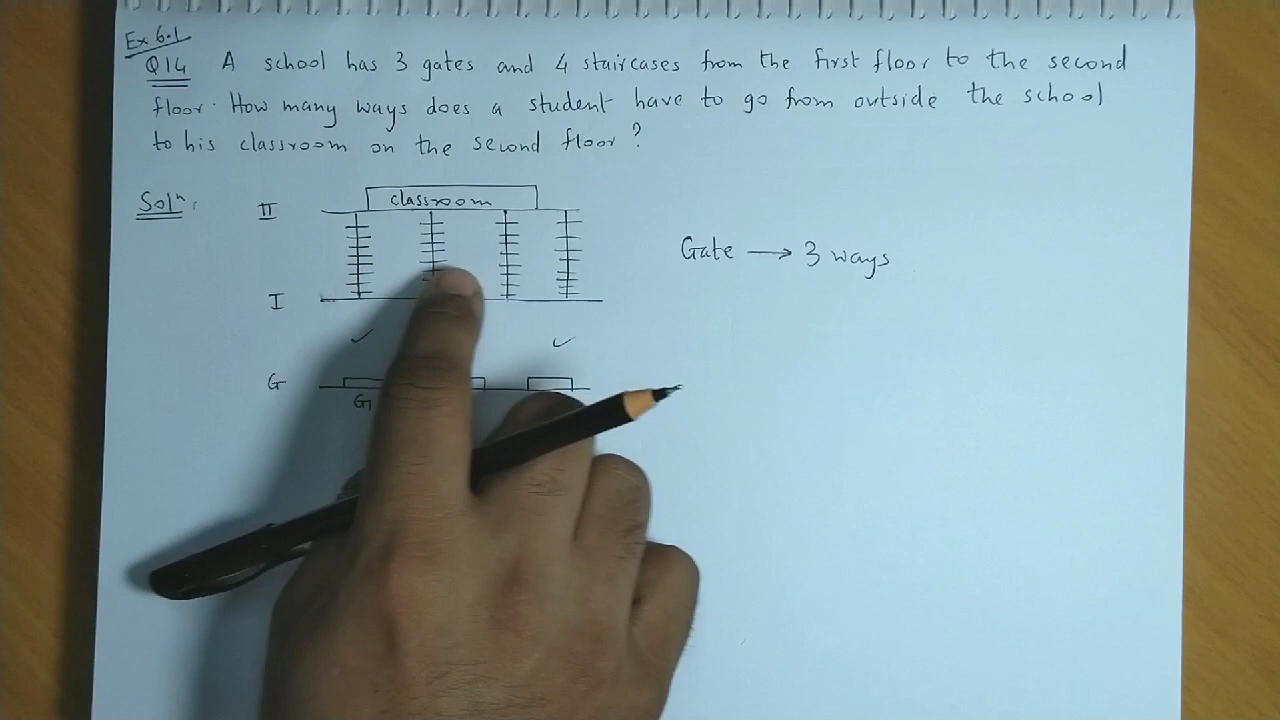 Ex 6.1
Q14 A school has 3 gates and 4 staircases from the first floor to the second
floor. How many ways does a student have to go from outside the school
to his classroom on the second floor?
Solⁿ:
II classroom
Gate → 3 ways
I
G
G1